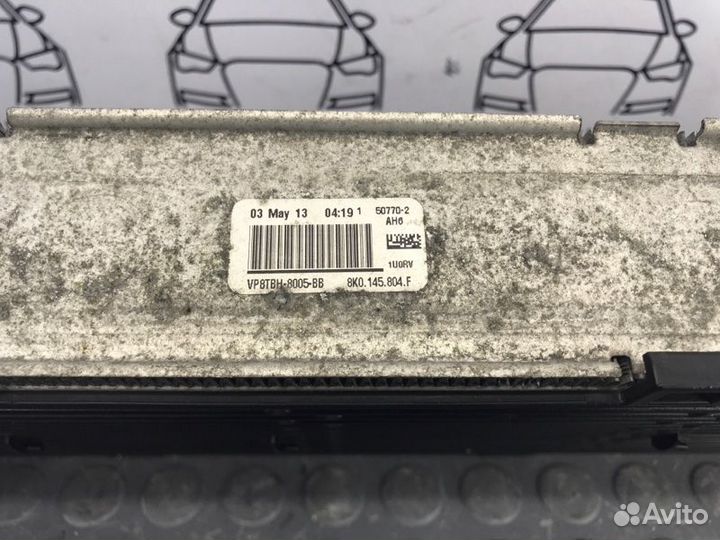 03 May 13 04:19 1 50770-2
AH6
1U0RV
VP8TBH-8005-BB 8K0.145.804.F
Avito